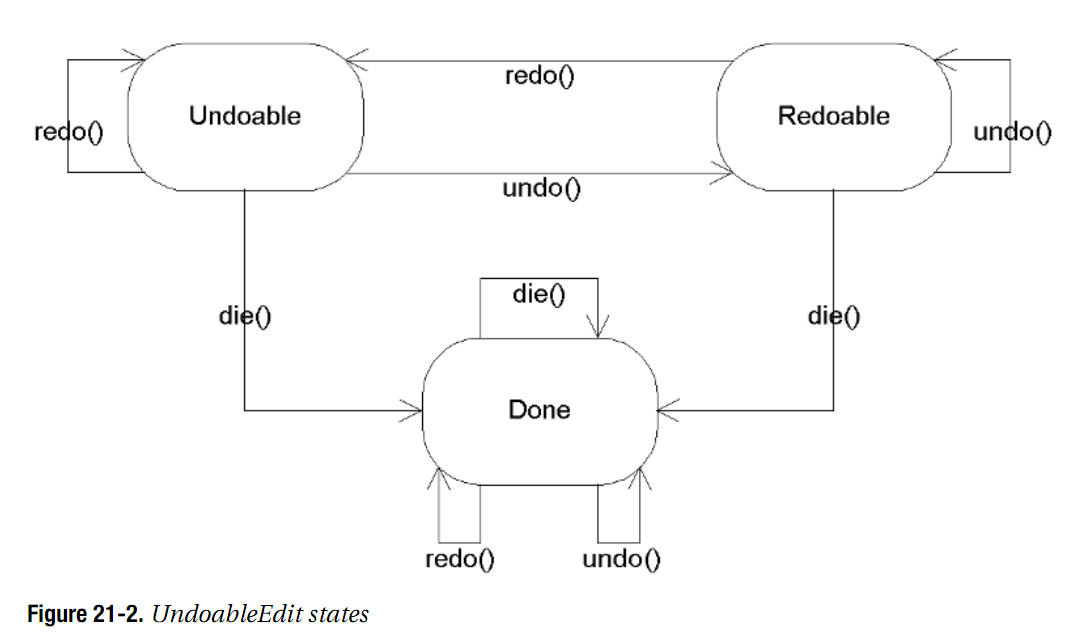 redo()
Undoable
Redoable
redo()
undo()
undo()
die()
die()
die()
Done
redo()
undo()
Figure 21-2. UndoableEdit states